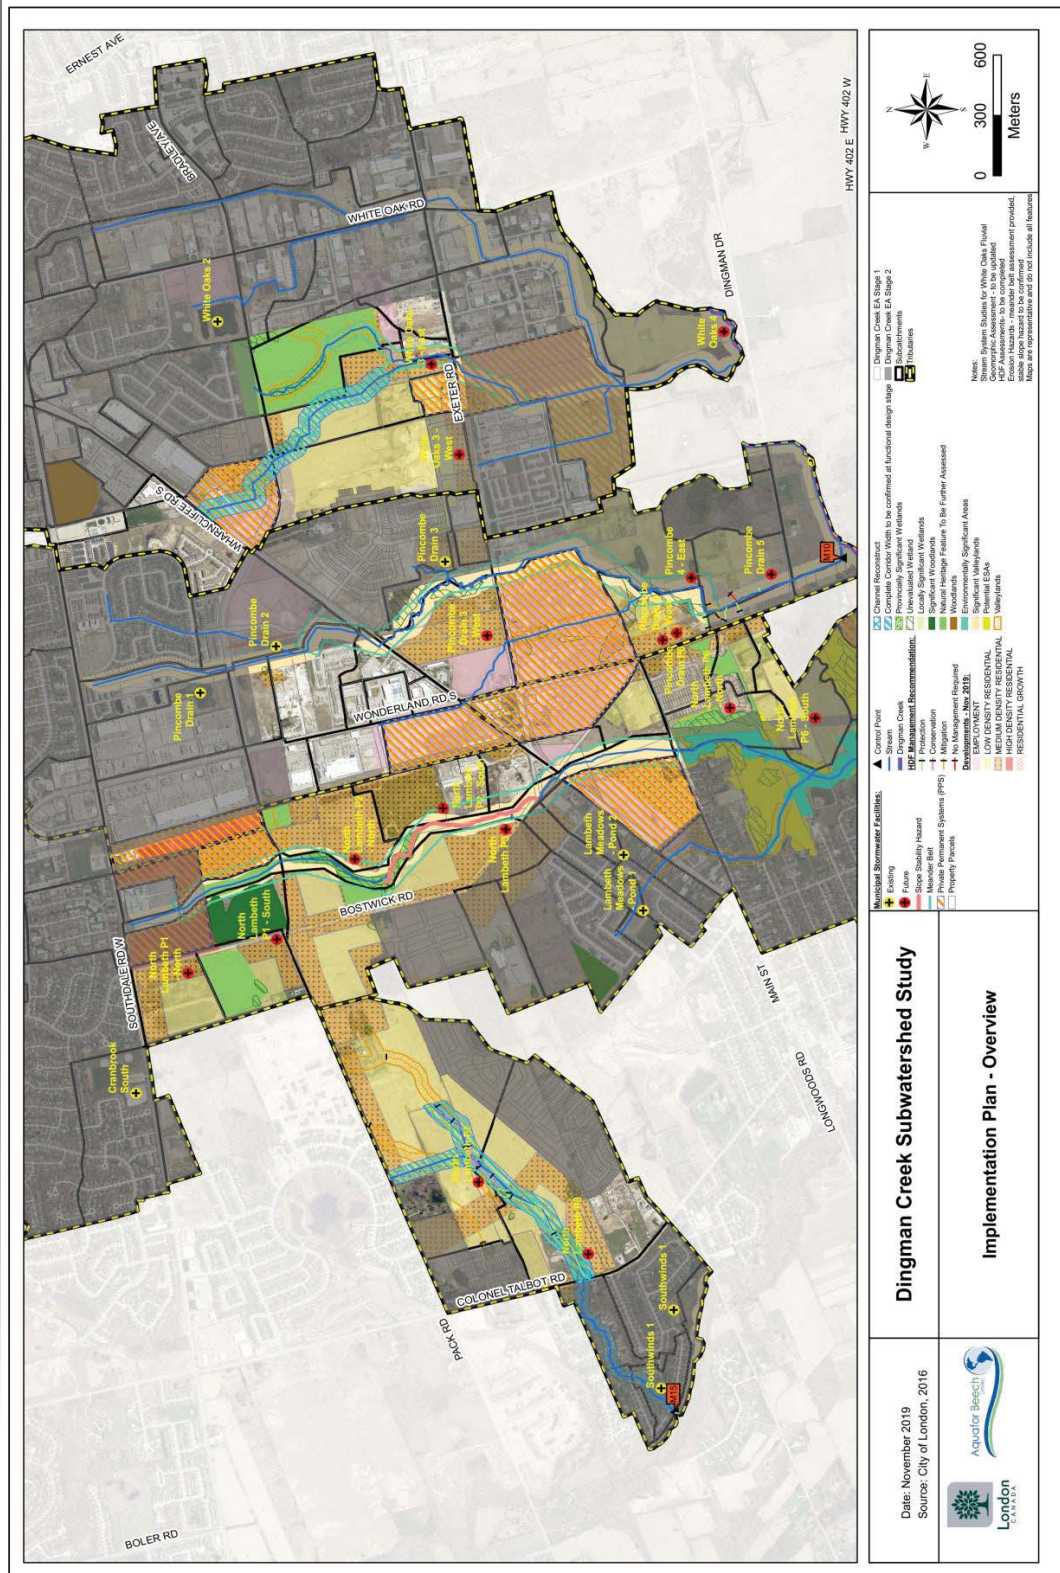 ERNEST AVE
BRADLEY AVE
WHITE OAK RD
White Oaks 2
DINGMAN DR
HWY 402 E HWY 402 W
White
Oaks 4
EXETER RD
Oaks 3 -
West
WHARNCLIFFE RD S
Pincombe
Drain 3
Pincombe
Drain 2
Pincombe
Drain 1
Pincombe
4 - East
Pincombe
Drain 5
M10
WONDERLAND RD S
SOUTHDALE RD W
North
Lambeth P1
- South
North
Lambeth P1
- North
Cranbrook
South
BOSTWICK RD
Lambeth
Meadows
- Pond 2
Lambeth
Meadows
- Pond 1
MAIN ST
LONGWOODS RD
COLONEL TALBOT RD
PACK RD
Southwinds 1
Southwinds 1
M15
BOLER RD
N
E
S
W
0 300 600
Meters
Municipal Stormwater Facilities:
Existing
Future
Slope Stability Hazard
Meander Belt
Private Permanent Systems (PPS)
Property Parcels
Control Point
Stream
Dingman Creek
HDF Management Recommendation:
Protection
Conservation
Mitigation
No Management Required
Developments - Nov 2019:
EMPLOYMENT
LOW DENSITY RESIDENTIAL
MEDIUM DENSITY RESIDENTIAL
HIGH DENSITY RESIDENTIAL
RESIDENTIAL GROWTH
Channel Reconstruct
Complete Corridor Width to be confirmed at functional design stage
Provincially Significant Wetlands
Unevaluated Wetland
Locally Significant Wetlands
Significant Woodlands
Natural Heritage Feature To Be Further Assessed
Woodlands
Environmentally Significant Areas
Significant Valleylands
Potential ESAs
Valleylands
Dingman Creek EA Stage 1
Dingman Creek EA Stage 2
Subcatchments
Tributaries
Notes:
Stream System Studies for White Oaks Fluvial
Geomorphic Assessment - to be updated
HDF Assessments- to be completed
Erosion Hazards - meander belt assessment provided,
stable slope hazard to be confirmed
Maps are representative and do not include all features
Dingman Creek Subwatershed Study
Implementation Plan - Overview
Date: November 2019
Source: City of London, 2016
London
CANADA
Aquafor Beech